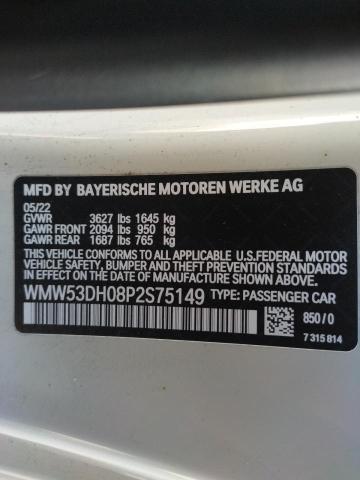 MFD BY BAYERISCHE MOTOREN WERKE AG
05/22
GVWR 3627 lbs 1645 kg
GAWR FRONT 2094 lbs 950 kg
GAWR REAR 1687 lbs 765 kg
THIS VEHICLE CONFORMS TO ALL APPLICABLE U.S.FEDERAL MOTOR
VEHICLE SAFETY, BUMPER, AND THEFT PREVENTION STANDARDS
IN EFFECT ON THE DATE OF MANUFACTURE SHOWN ABOVE.
WMW53DH08P2S75149 TYPE: PASSENGER CAR
850/0
7 315 814